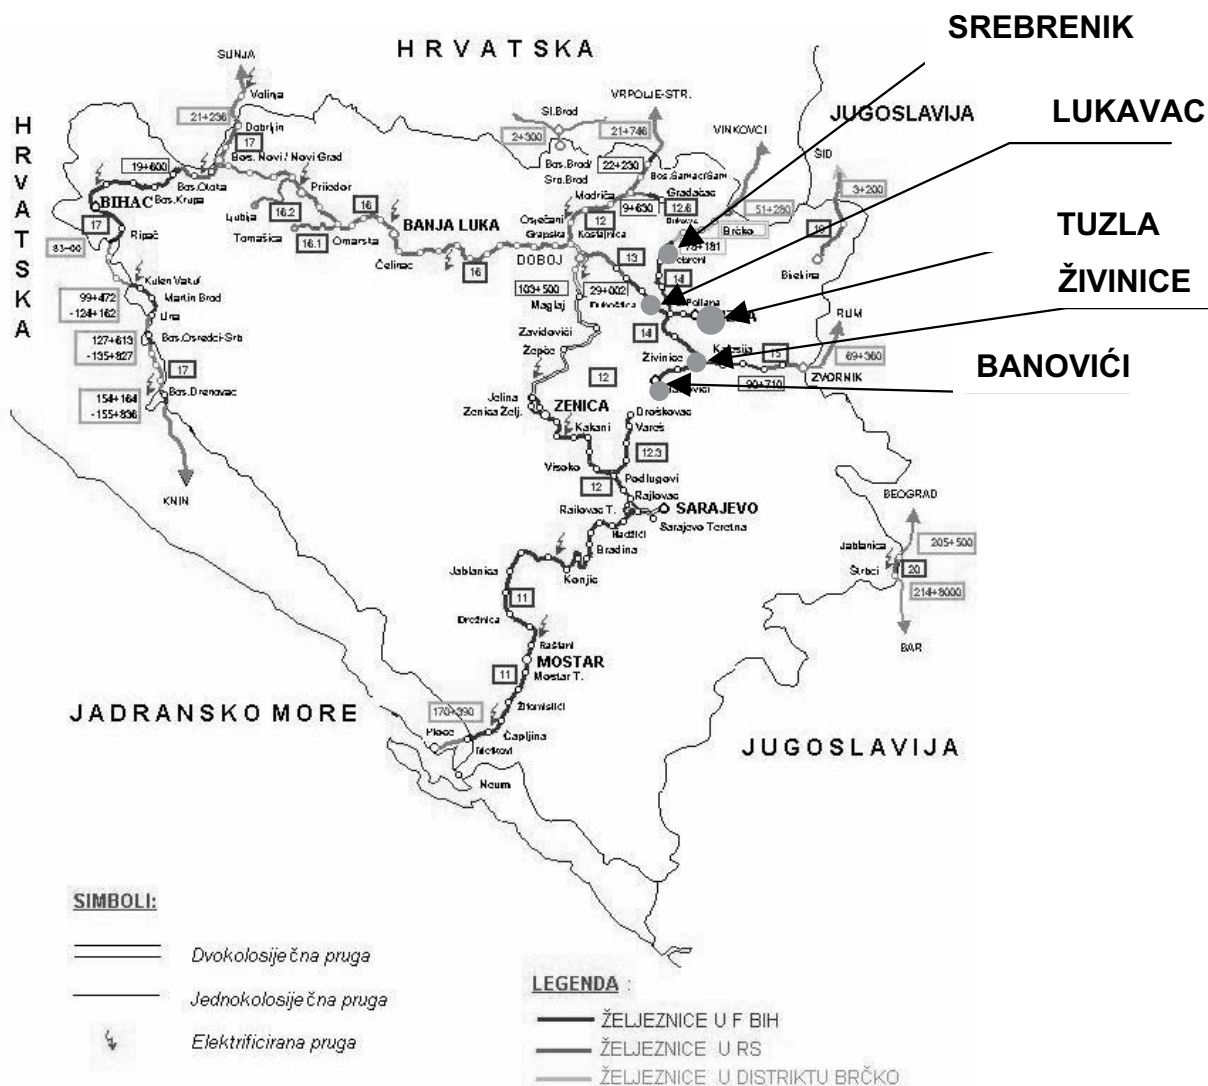 SREBRENIK
HRVATSKA
SUNJA
VRPOLJE-STR.
JUGOSLAVIJA
LUKAVAC
Volinja
21+236
Sl.Brod
2+300
21+746
VINKOVCI
HRVATSKA
Dobrljin
17
Bos. Novi / Novi Grad
19+600
Bos.Otoka
Bos.Krupa
Bos.Brod/
Srp.Brod
22+230
Bos.Samac/Sam
ŠID
3+200
BIHAĆ
Prijedor
Ljubija
16.2
16
Modriča
Gradačac
9+630
12.6
51+280
TUZLA
17
Ripač
83-00
Tomašica
16.1
Omarska
BANJA LUKA
Osječani
Grapska
12
Kostajnica
Brčko
78+181
Čelinac
16
DOBOJ
13
Bijeljina
ŽIVINICE
Kulen Vakuf
99+472
-124+162
Martin Brod
Una
103+500
29+002
Maglaj
14
RUM
127+613
-135+827
Bos.Osredci-Srb
Zavidovići
14
Živinice
Kalesija
15
69+360
BANOVIĆI
Žepče
ZVORNIK
90+710
17
154+164
-155+836
Bos.Drenovac
12
Jelina
Zenica Želj.
ZENICA
Droškovac
Vareš
Kakanj
12.3
KNIN
Visoko
12
Podlugovi
Rajlovac
Rajlovac T.
SARAJEVO
Sarajevo Teretna
BEOGRAD
Hadžići
Bradina
Jablanica
205+500
Jablanica
Konjic
Štrbci
20
214+8000
11
Drežnica
BAR
Raštani
MOSTAR
Mostar T.
11
JADRANSKO MORE
170+390
Žitomislići
Ploče
Čapljina
Metkovi
JUGOSLAVIJA
Neum
SIMBOLI:
Dvokolosiječna pruga
Jednokolosiječna pruga
Elektrificirana pruga
LEGENDA :
ŽELJEZNICE U F BIH
ŽELJEZNICE U RS
ŽELJEZNICE U DISTRIKTU BRČKO